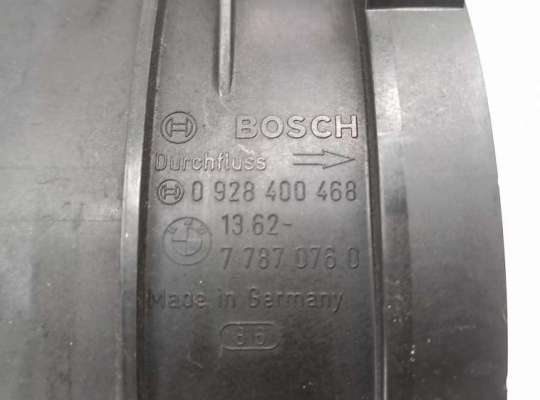 BOSCH
Durchfluss
0 928 400 468
13.62-
7 787 076.0
Made in Germany
86